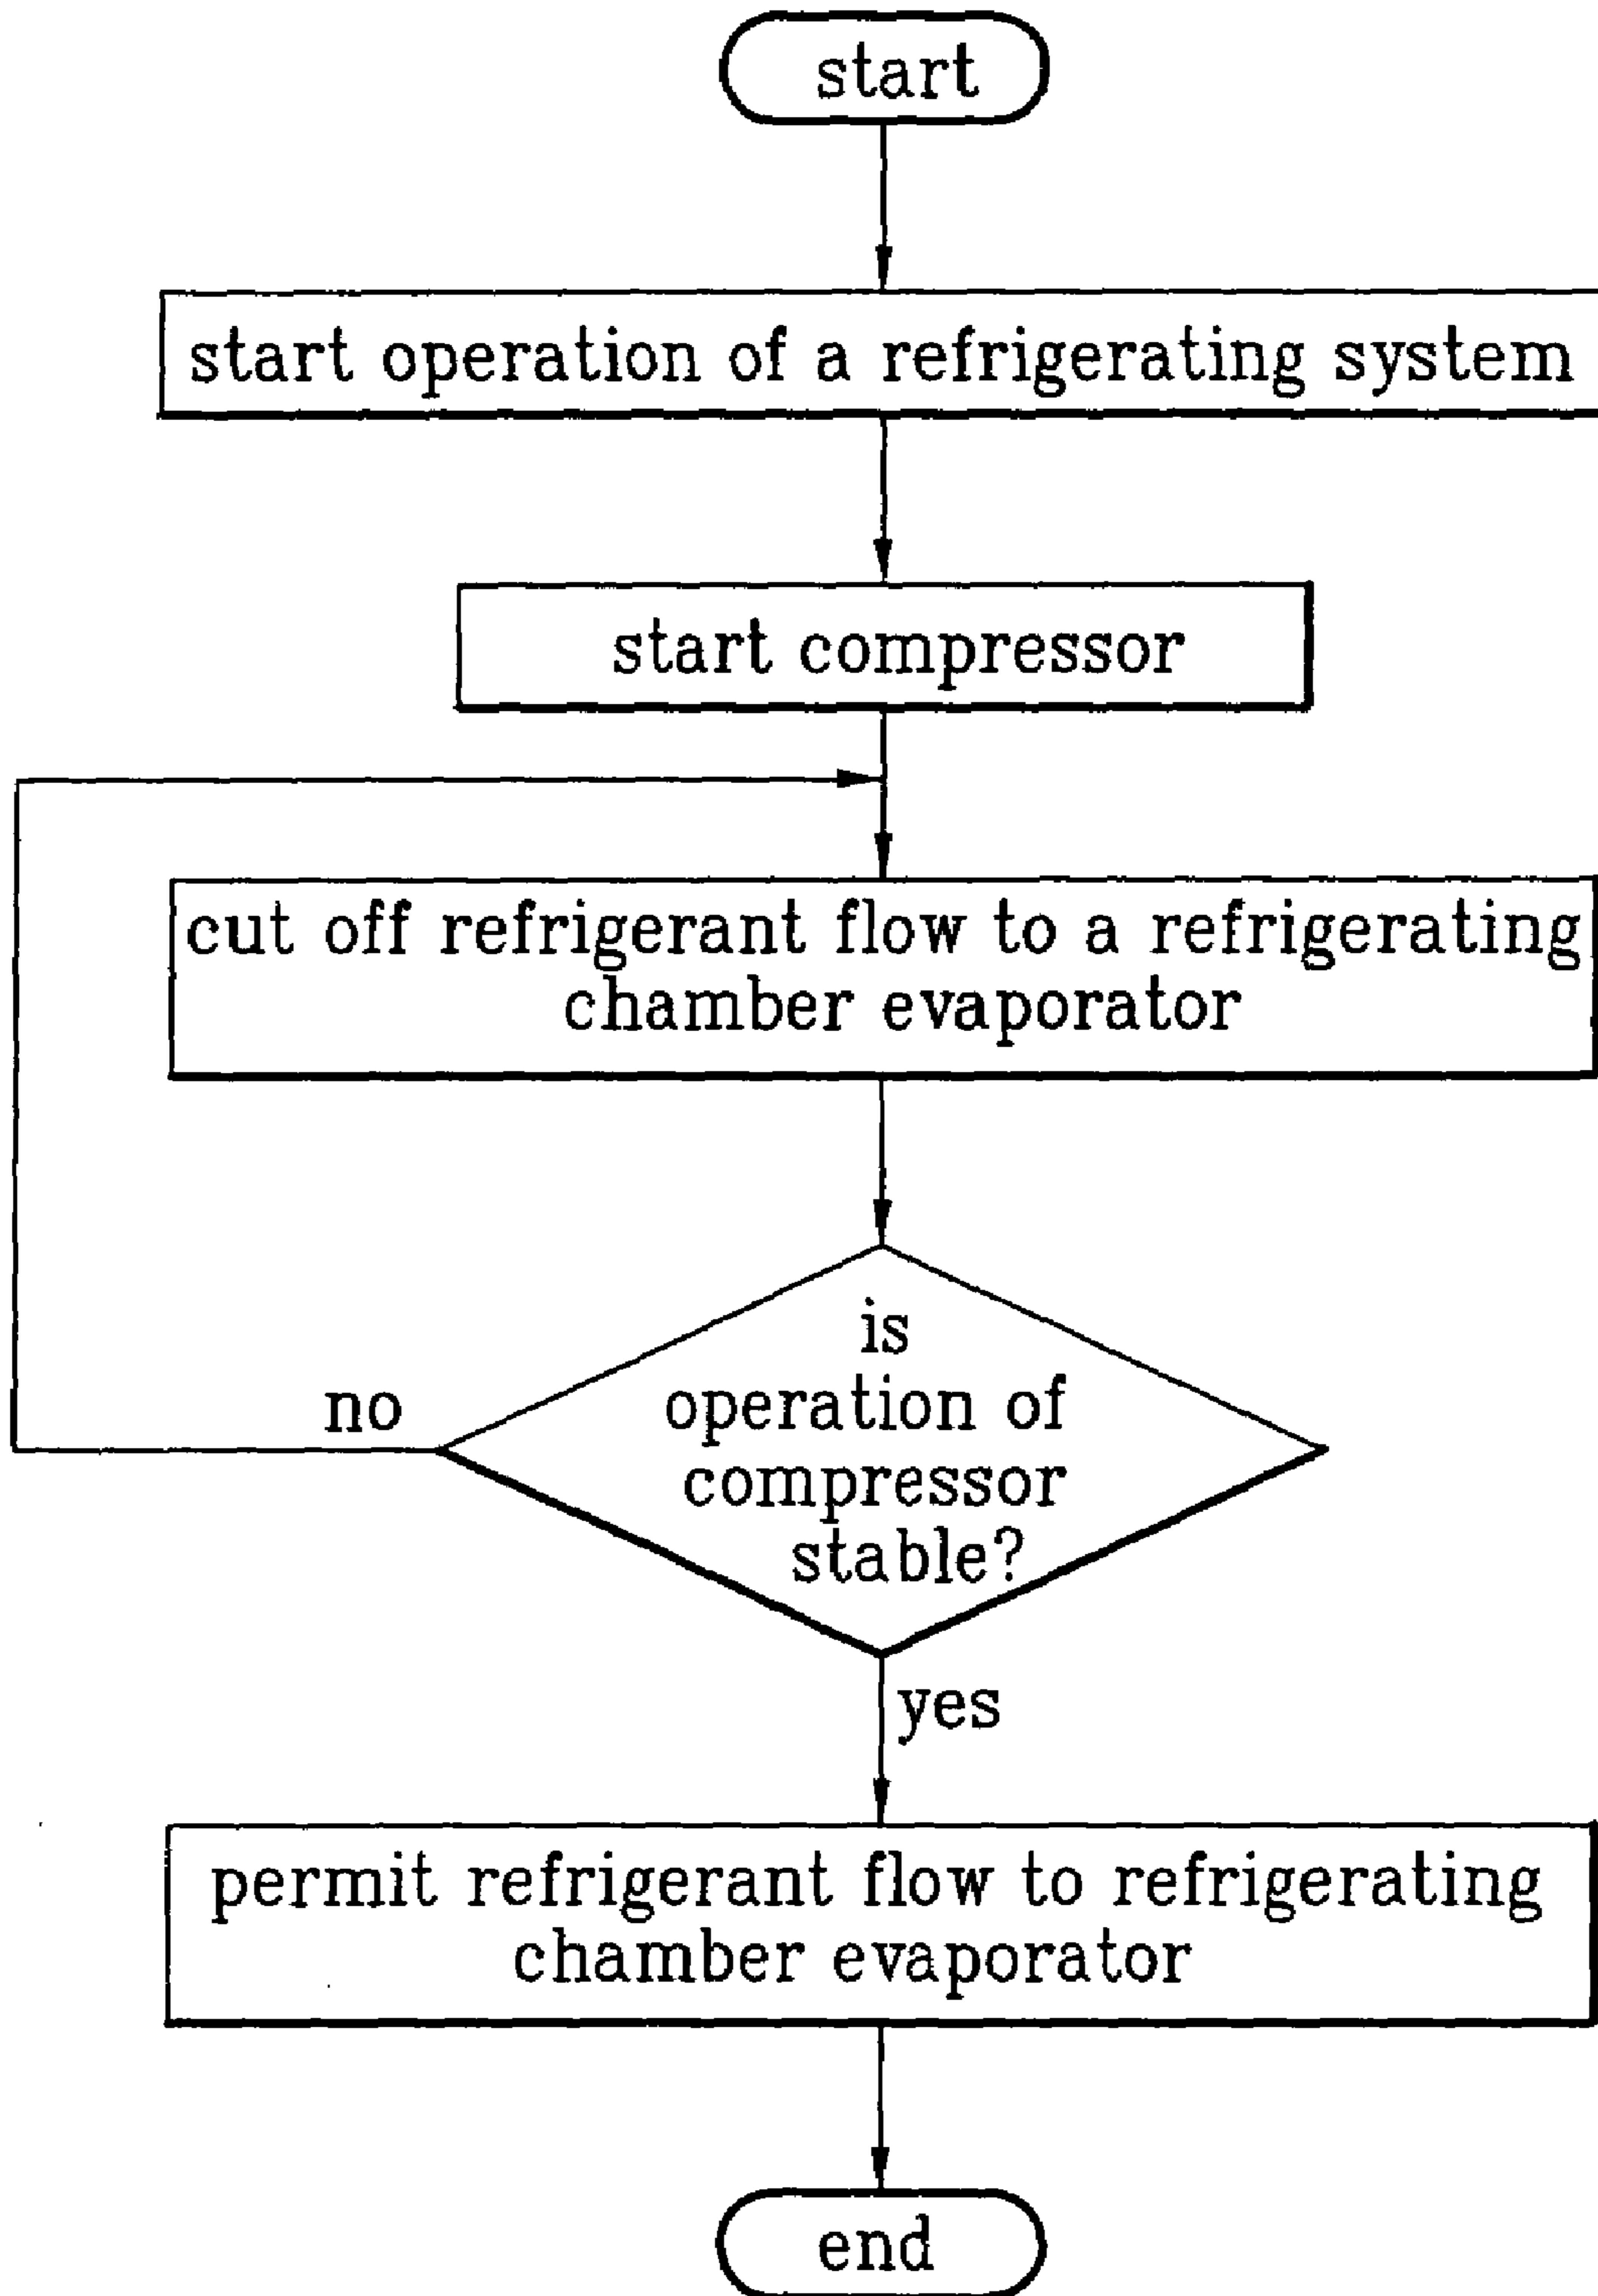 start
start operation of a refrigerating system
start compressor
cut off refrigerant flow to a refrigerating
chamber evaporator
is
operation of
compressor
stable?
no
yes
permit refrigerant flow to refrigerating
chamber evaporator
end